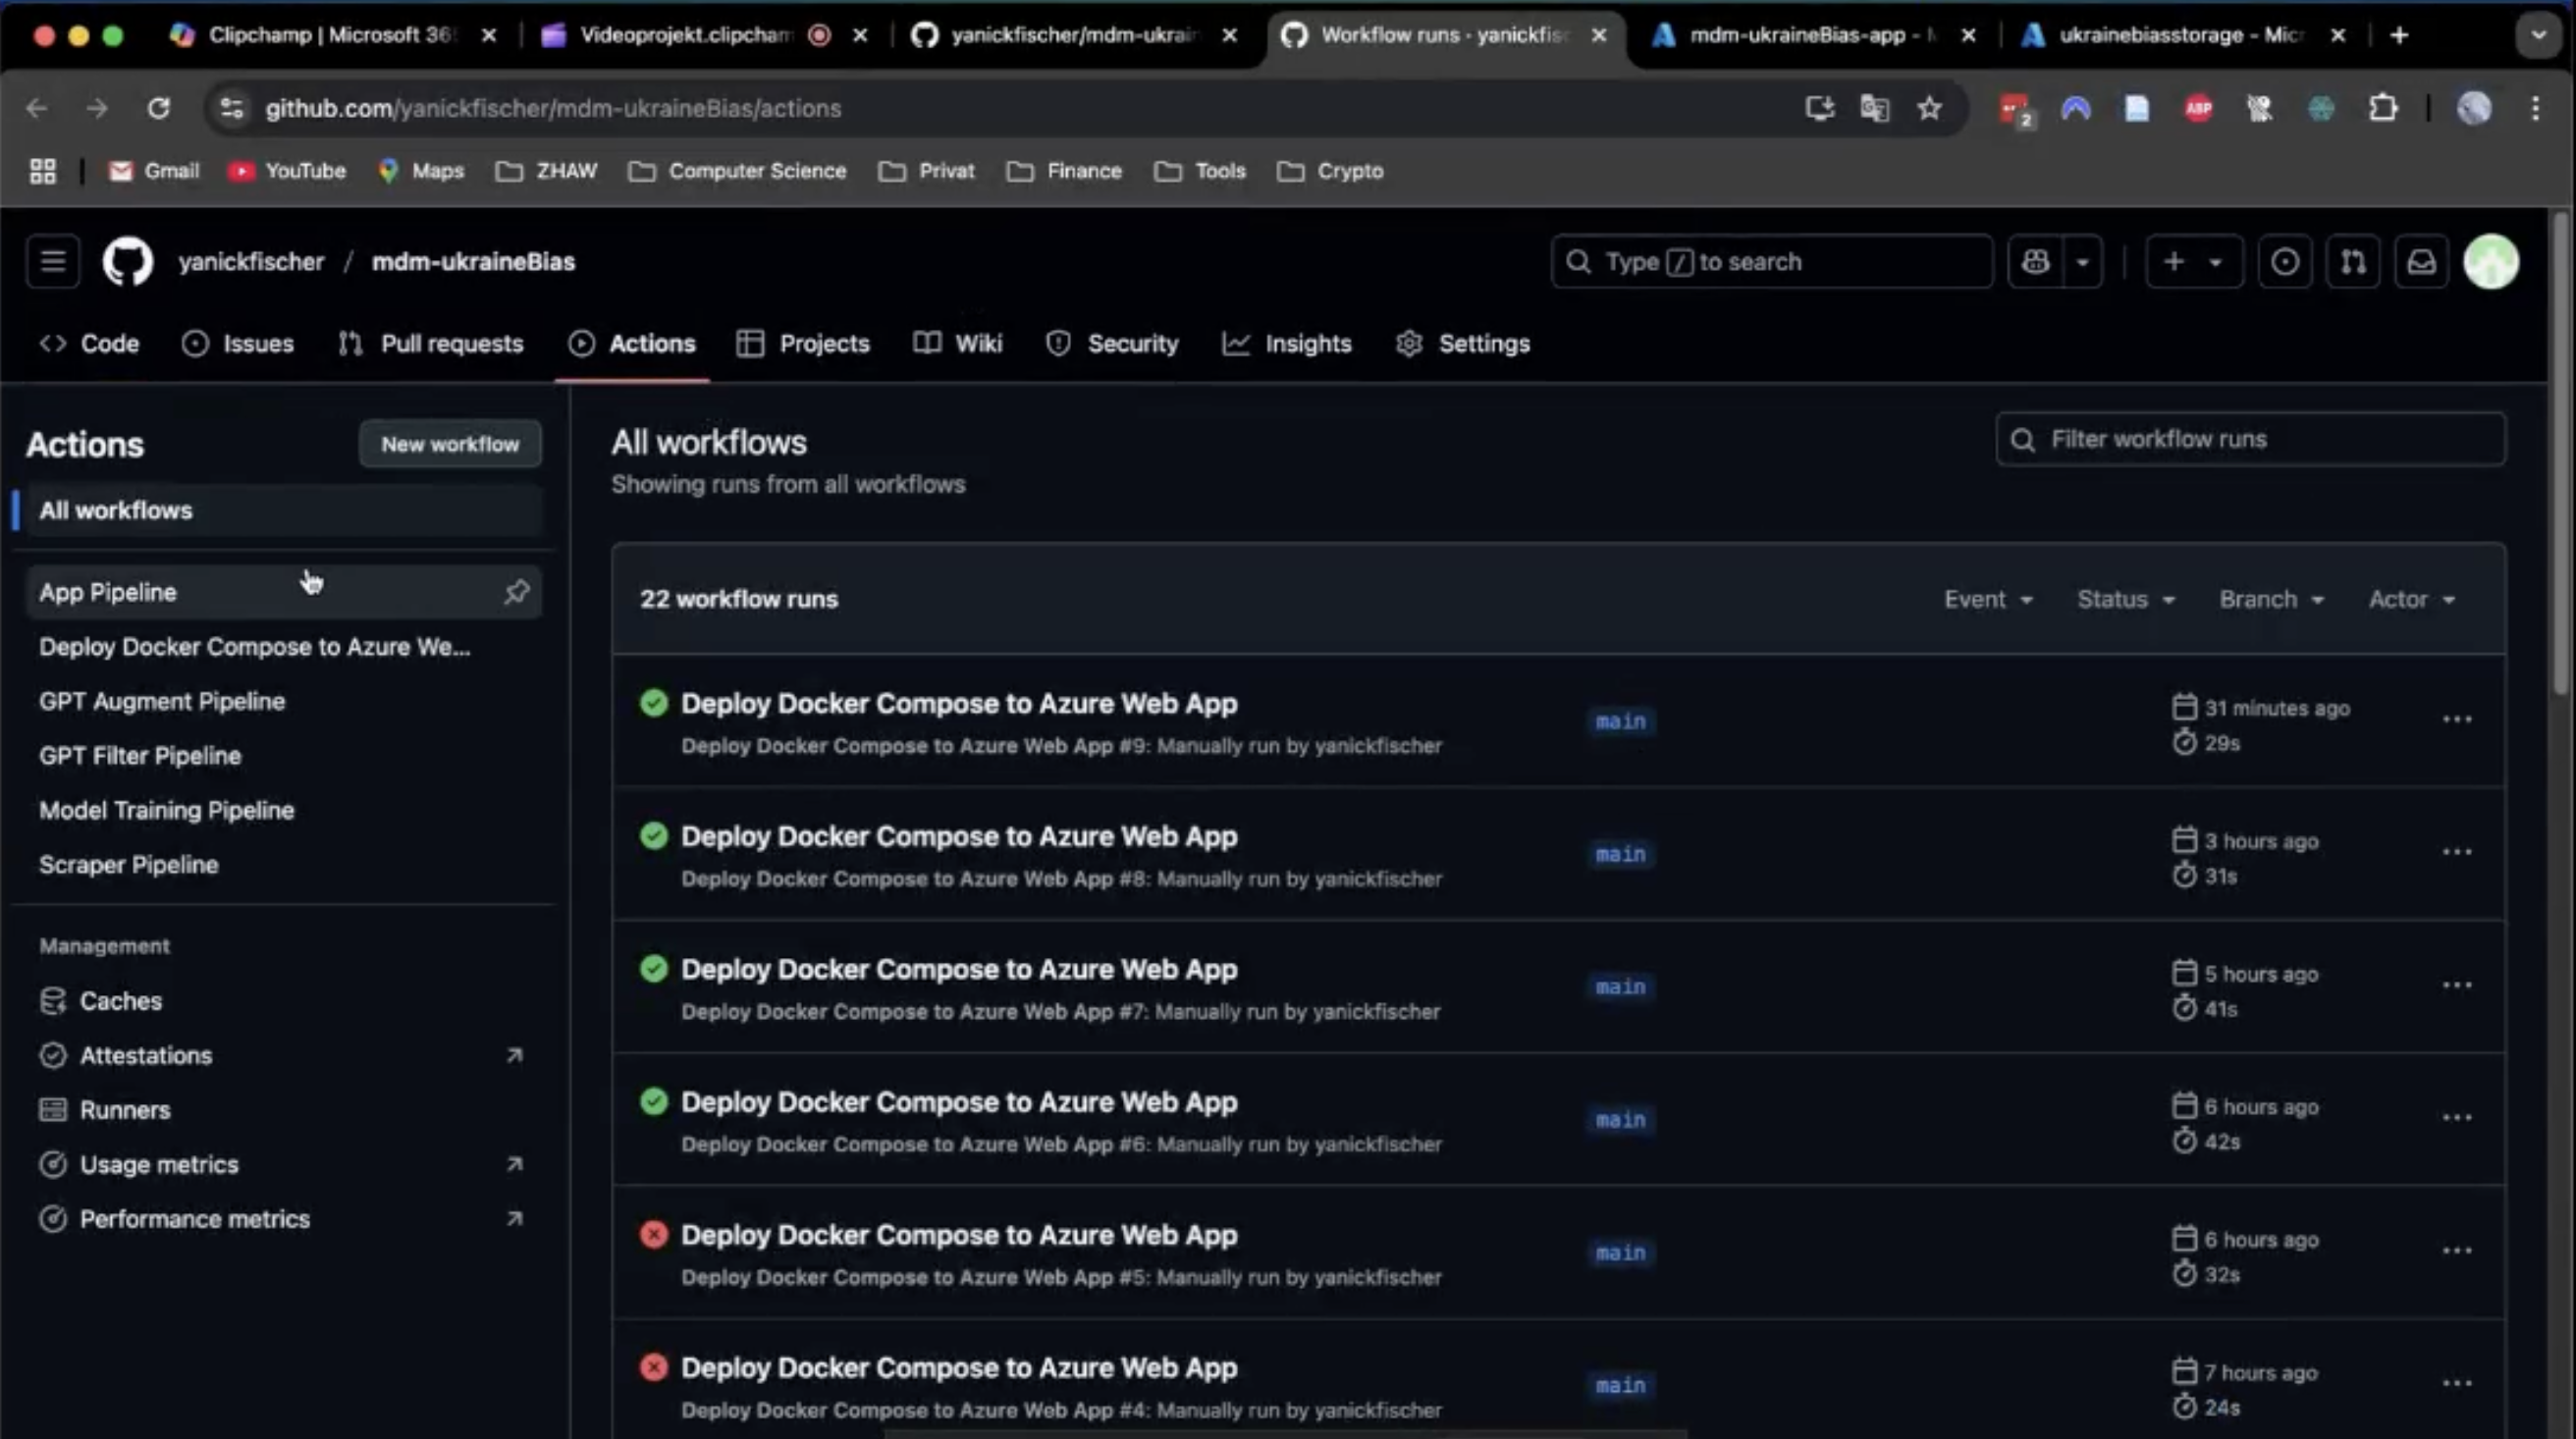 Clipchamp | Microsoft 36
Videoprojekt.clipcham
yanickfischer/mdm-ukrain
Workflow runs · yanickfisc
mdm-ukraineBias-app - M
ukrainebiasstorage - Micr
github.com/yanickfischer/mdm-ukraineBias/actions
ABP
2
Gmail
YouTube
Maps
ZHAW
Computer Science
Privat
Finance
Tools
Crypto
yanickfischer / mdm-ukraineBias
Type / to search
Code
Issues
Pull requests
Actions
Projects
Wiki
Security
Insights
Settings
Actions
New workflow
All workflows
App Pipeline
Deploy Docker Compose to Azure We...
GPT Augment Pipeline
GPT Filter Pipeline
Model Training Pipeline
Scraper Pipeline
Management
Caches
Attestations
Runners
Usage metrics
Performance metrics
All workflows
Showing runs from all workflows
Filter workflow runs
22 workflow runs
Event
Status
Branch
Actor
Deploy Docker Compose to Azure Web App
Deploy Docker Compose to Azure Web App #9: Manually run by yanickfischer
main
31 minutes ago
29s
Deploy Docker Compose to Azure Web App
Deploy Docker Compose to Azure Web App #8: Manually run by yanickfischer
main
3 hours ago
31s
Deploy Docker Compose to Azure Web App
Deploy Docker Compose to Azure Web App #7: Manually run by yanickfischer
main
5 hours ago
41s
Deploy Docker Compose to Azure Web App
Deploy Docker Compose to Azure Web App #6: Manually run by yanickfischer
main
6 hours ago
42s
Deploy Docker Compose to Azure Web App
Deploy Docker Compose to Azure Web App #5: Manually run by yanickfischer
main
6 hours ago
32s
Deploy Docker Compose to Azure Web App
Deploy Docker Compose to Azure Web App #4: Manually run by yanickfischer
main
7 hours ago
24s